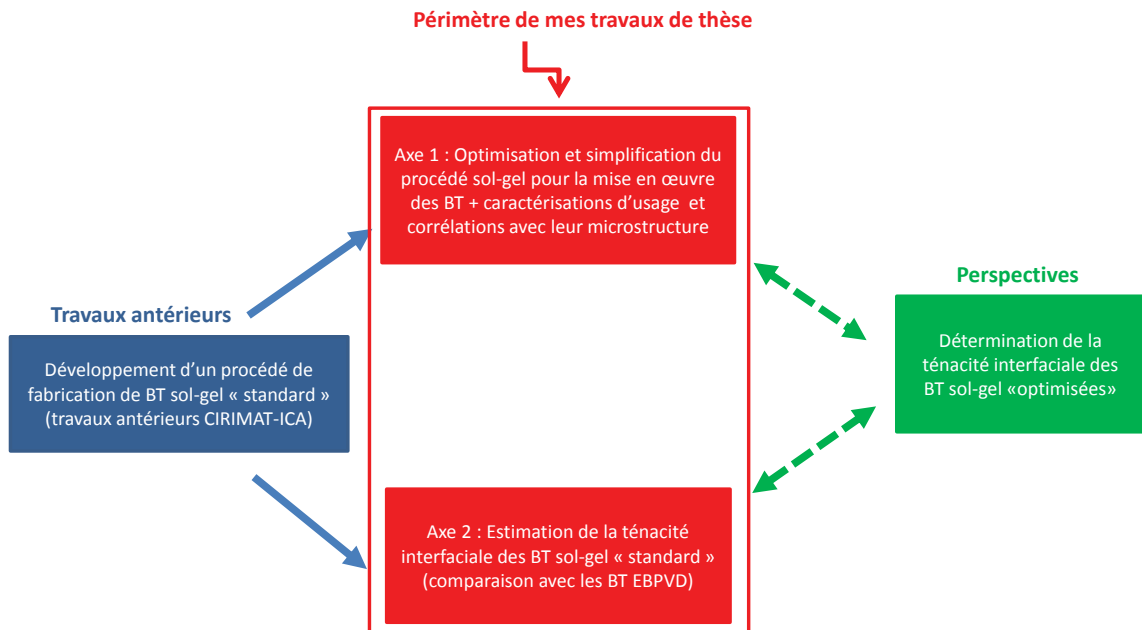 Périmètre de mes travaux de thèse
Axe 1 : Optimisation et simplification du
procédé sol-gel pour la mise en œuvre
des BT + caractérisations d'usage et
corrélations avec leur microstructure
Travaux antérieurs
Développement d'un procédé de
fabrication de BT sol-gel « standard »
(travaux antérieurs CIRIMAT-ICA)
Perspectives
Détermination de la
ténacité interfaciale des
BT sol-gel «optimisées»
Axe 2 : Estimation de la ténacité
interfaciale des BT sol-gel « standard »
(comparaison avec les BT EBPVD)